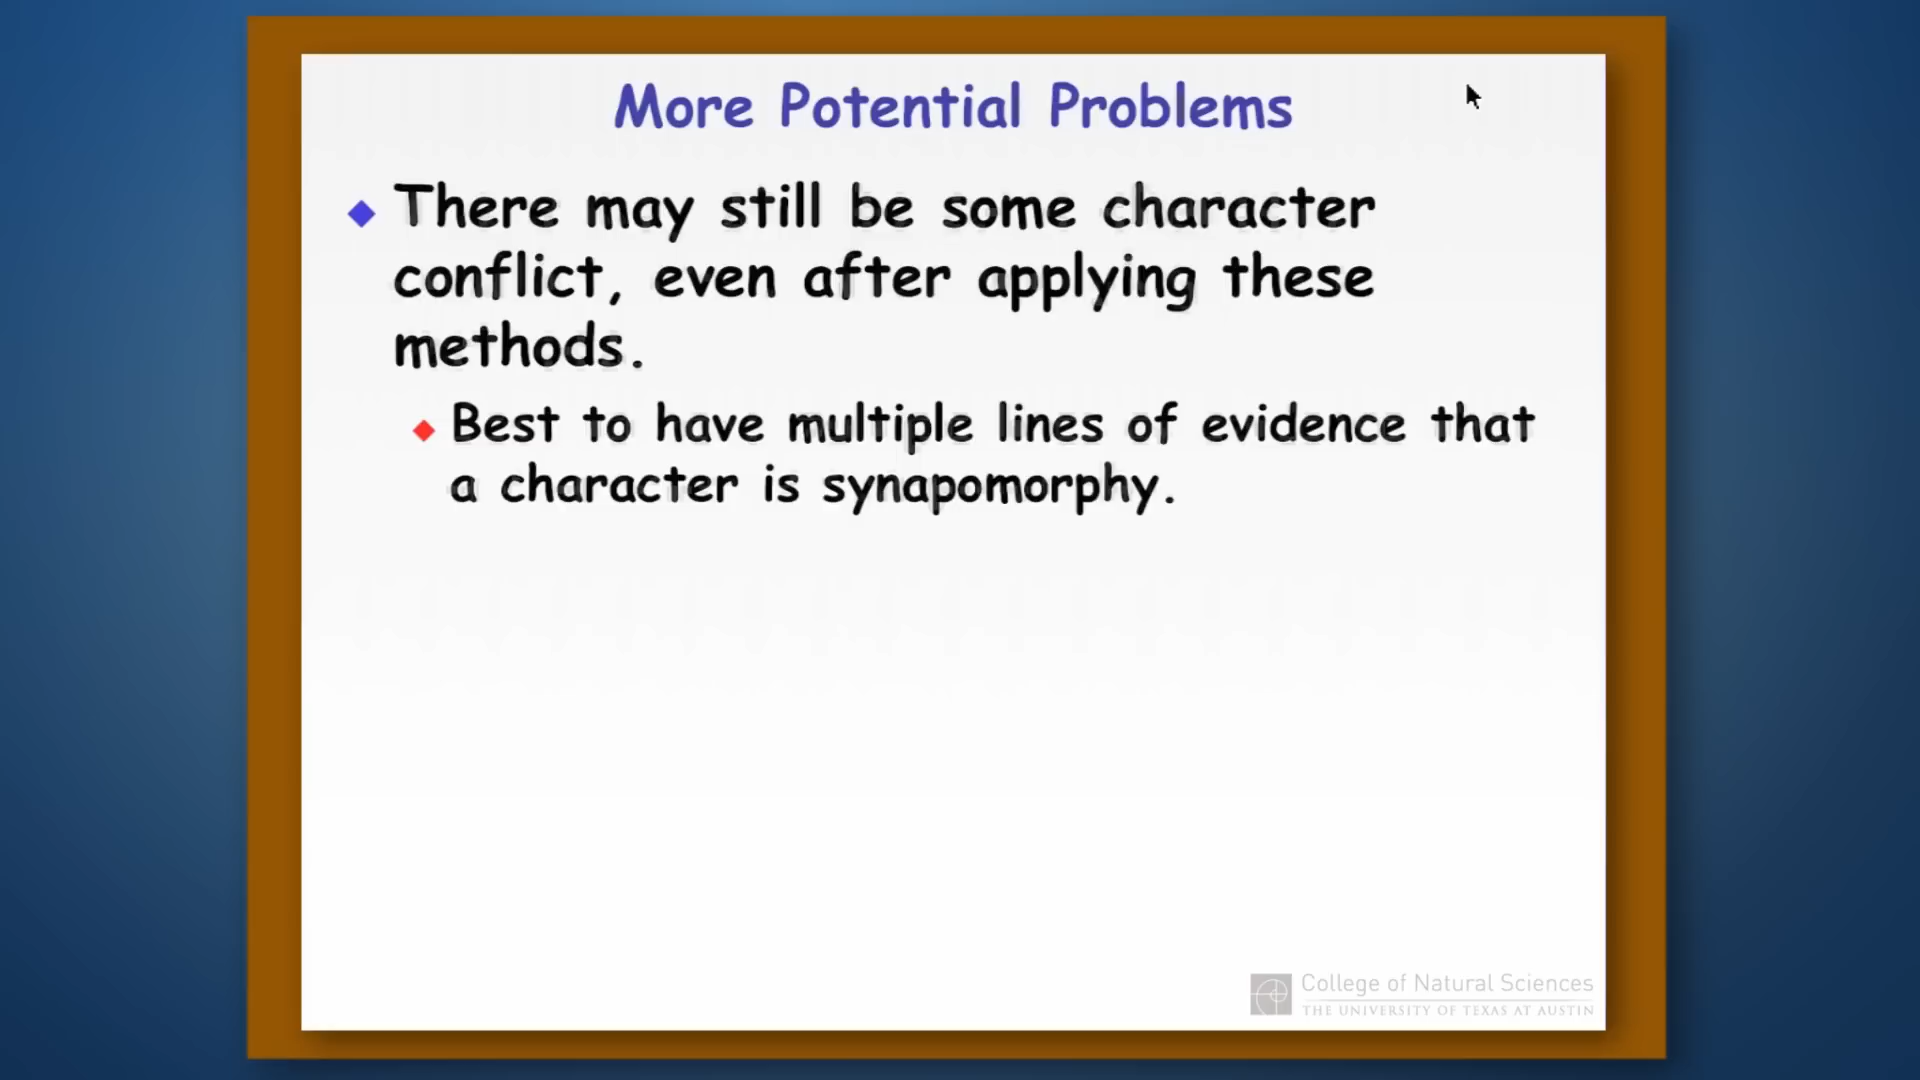 More Potential Problems
There may still be some character
conflict, even after applying these
methods.
Best to have multiple lines of evidence that
a character is synapomorphy.
College of Natural Sciences
THE UNIVERSITY OF TEXAS AT AUSTIN